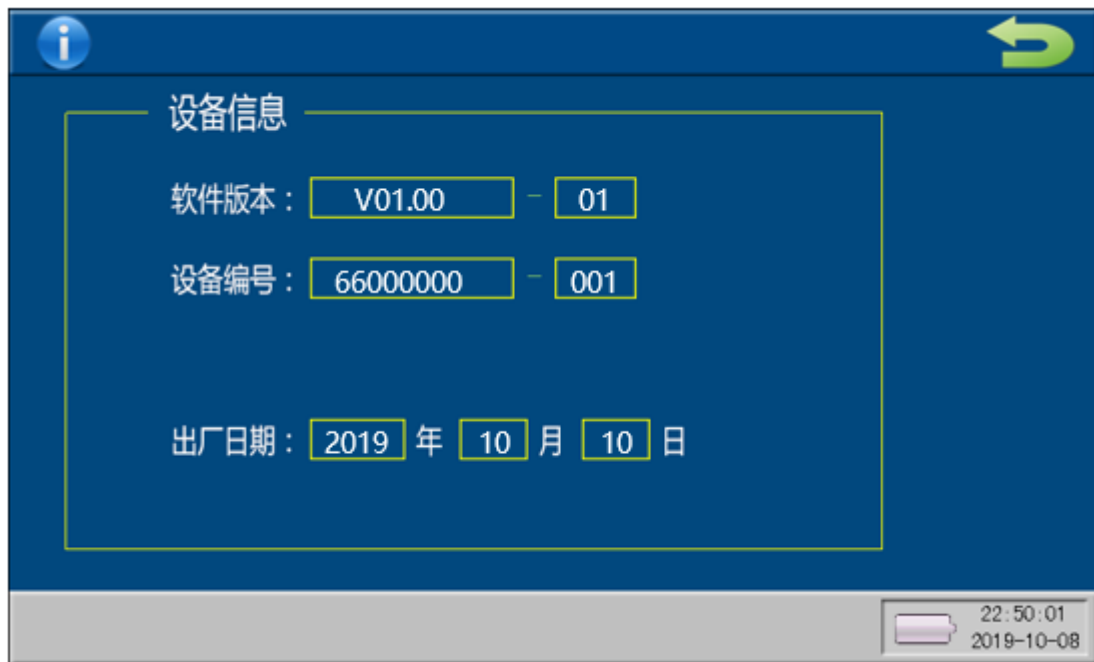 设备信息
软件版本： V01.00 - 01
设备编号： 66000000 - 001
出厂日期： 2019 年 10 月 10 日
22:50:01
2019-10-08